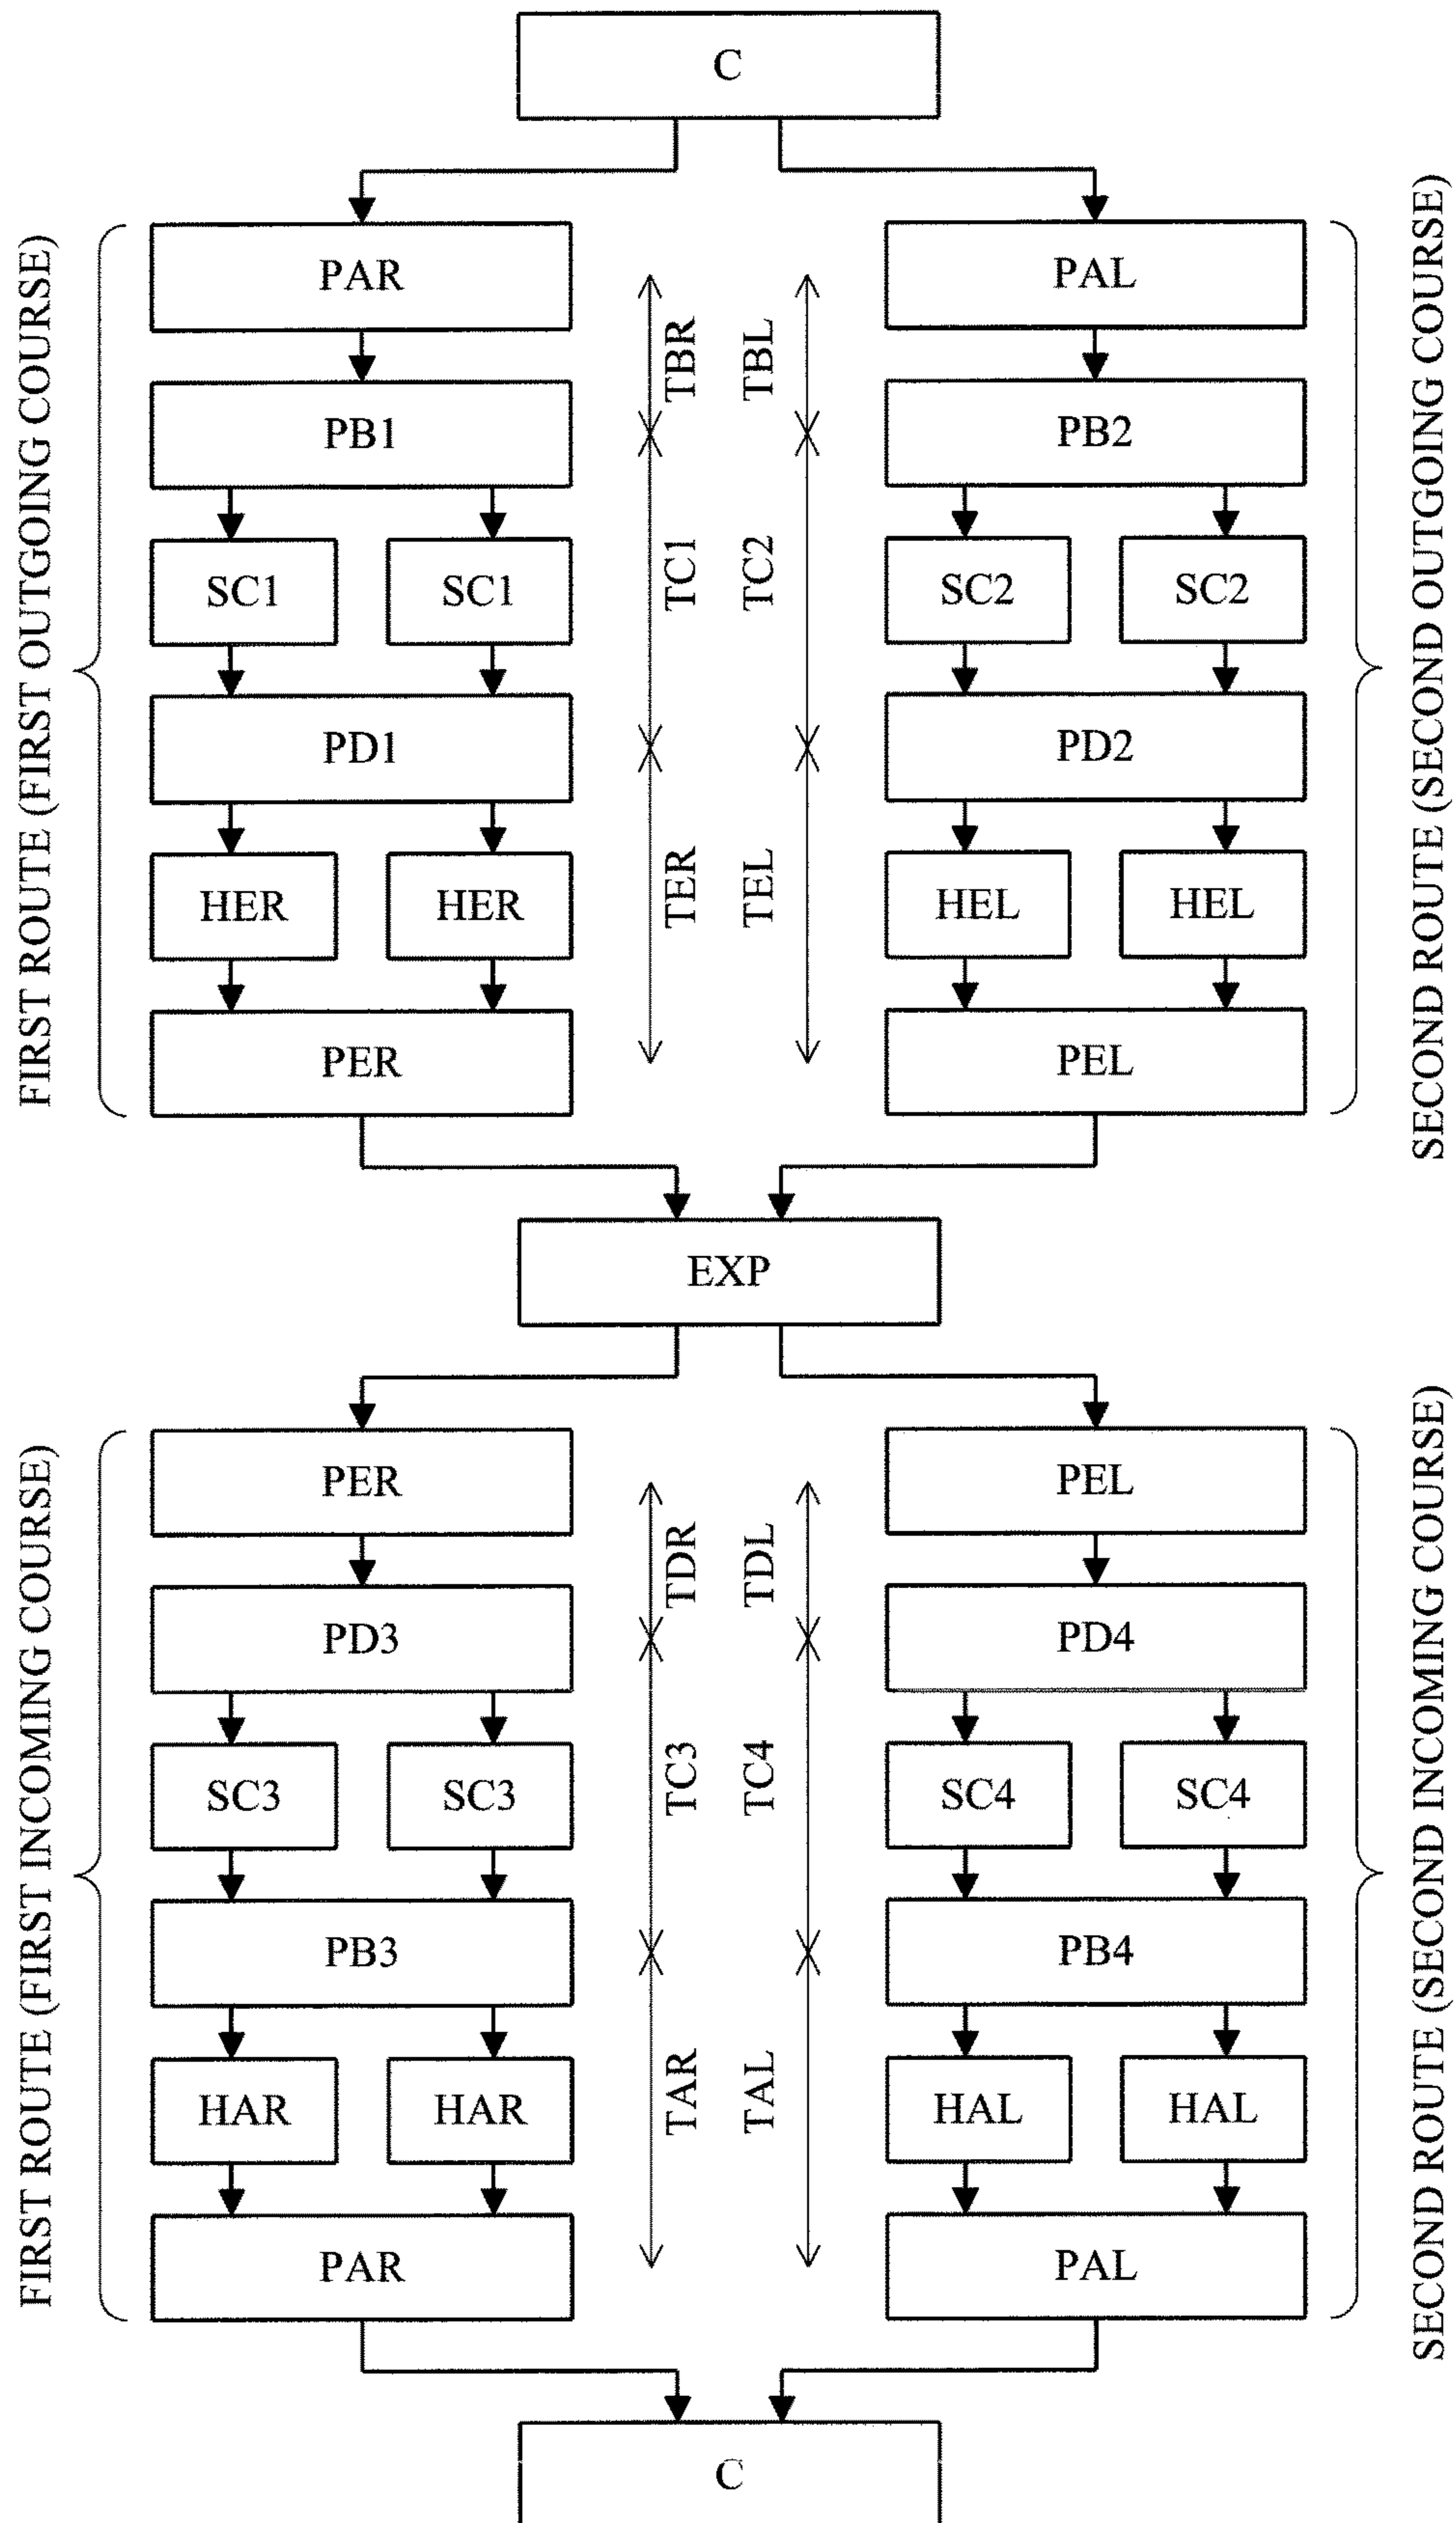 C
FIRST ROUTE (FIRST OUTGOING COURSE)
SECOND ROUTE (SECOND OUTGOING COURSE)
PAR
PAL
TBR
TBL
PB1
PB2
SC1
SC1
TC1
TC2
SC2
SC2
PD1
PD2
HER
HER
TER
TEL
HEL
HEL
PER
PEL
EXP
FIRST ROUTE (FIRST INCOMING COURSE)
SECOND ROUTE (SECOND INCOMING COURSE)
PER
PEL
TDR
TDL
PD3
PD4
SC3
SC3
TC3
TC4
SC4
SC4
PB3
PB4
HAR
HAR
TAR
TAL
HAL
HAL
PAR
PAL
C